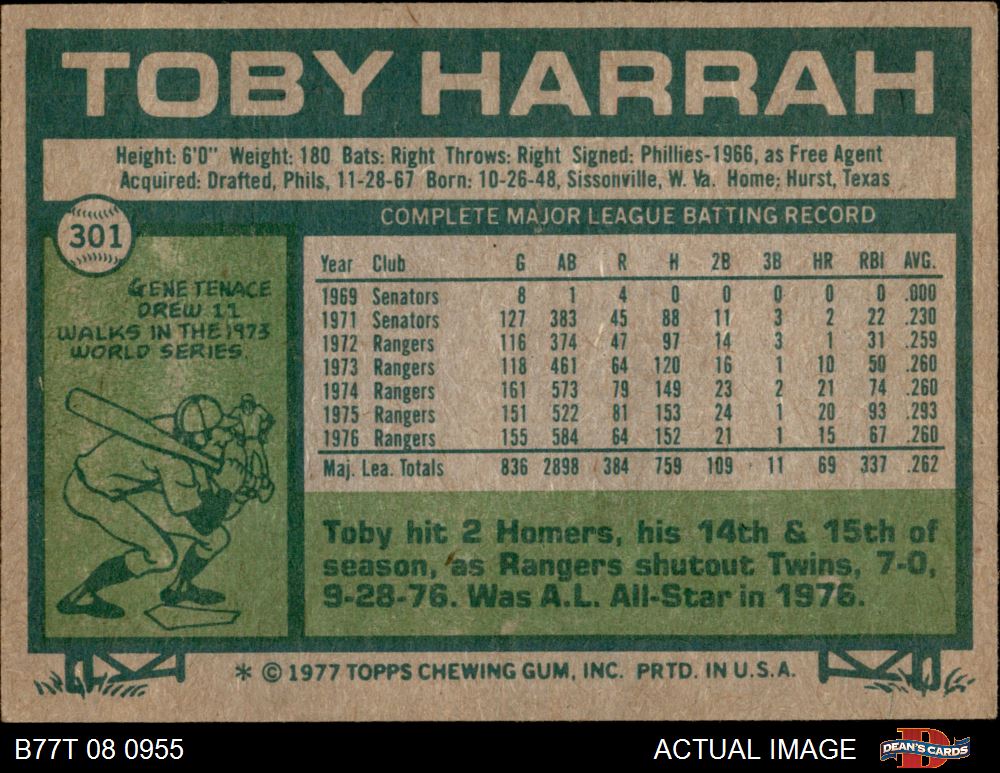 TOBY HARRAH
Height: 6'0" Weight: 180 Bats: Right Throws: Right Signed: Phillies-1966, as Free Agent
Acquired: Drafted, Phils, 11-28-67 Born: 10-26-48, Sissonville, W. Va. Home: Hurst, Texas
301
GENE TENACE
DREW 11
WALKS IN THE 1973
WORLD SERIES
COMPLETE MAJOR LEAGUE BATTING RECORD
Year Club G AB R H 2B 3B HR RBI AVG.
1969 Senators 8 1 4 0 0 0 0 0 .000
1971 Senators 127 383 45 88 11 3 2 22 .230
1972 Rangers 116 374 47 97 14 3 1 31 .259
1973 Rangers 118 461 64 120 16 1 10 50 .260
1974 Rangers 161 573 79 149 23 2 21 74 .260
1975 Rangers 151 522 81 153 24 1 20 93 .293
1976 Rangers 155 584 64 152 21 1 15 67 .260
Maj. Lea. Totals 836 2898 384 759 109 11 69 337 .262
Toby hit 2 Homers, his 14th & 15th of
season, as Rangers shutout Twins, 7-0,
9-28-76. Was A.L. All-Star in 1976.
* © 1977 TOPPS CHEWING GUM, INC. PRTD. IN U.S.A.
B77T 08 0955
ACTUAL IMAGE
DEAN'S CARDS